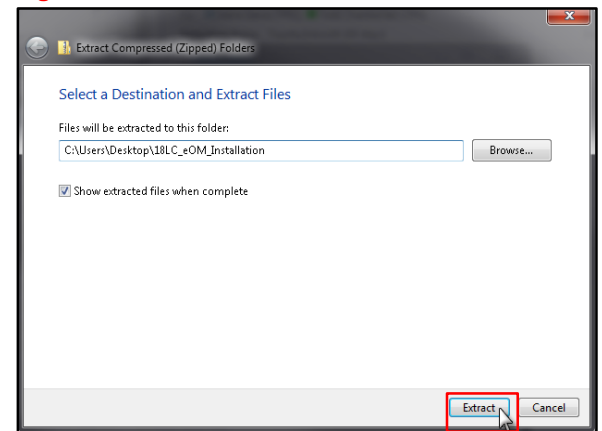 Extract Compressed (Zipped) Folders
Select a Destination and Extract Files
Files will be extracted to this folder:
C:\Users\Desktop\18LC_eOM_Installation
Browse...
Show extracted files when complete
Extract
Cancel